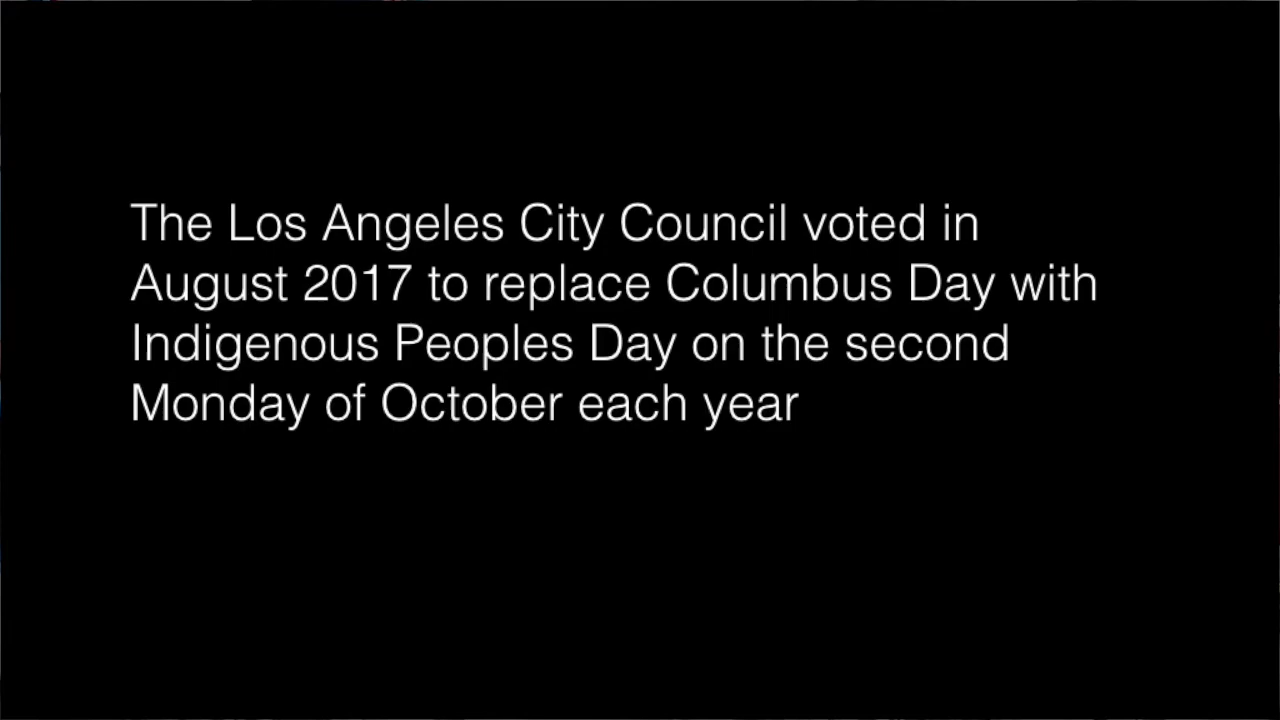 The Los Angeles City Council voted in
August 2017 to replace Columbus Day with
Indigenous Peoples Day on the second
Monday of October each year